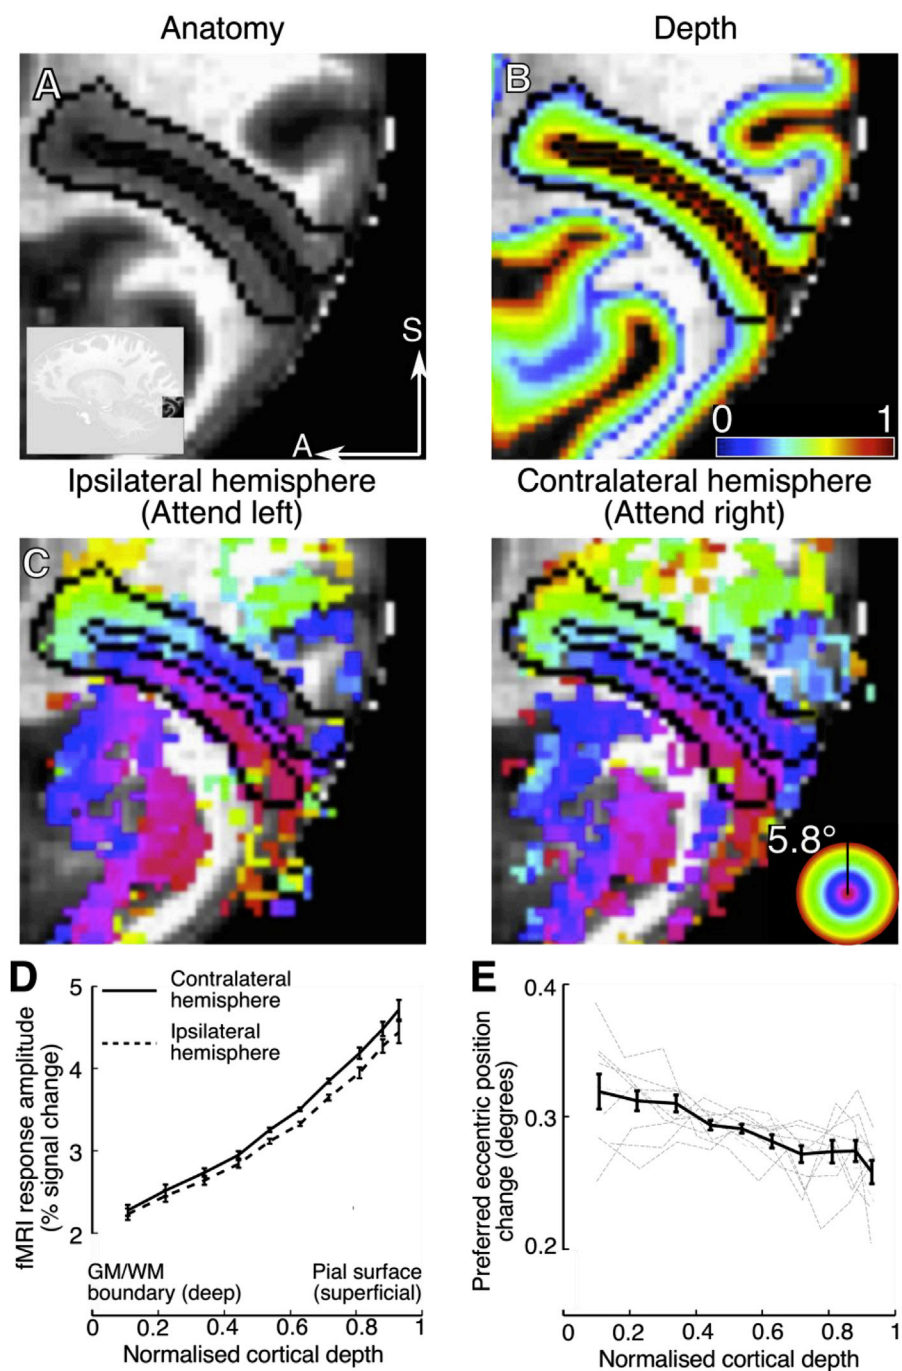 Anatomy
Depth
A
B
S
A
0 1
Ipsilateral hemisphere
(Attend left)
Contralateral hemisphere
(Attend right)
C
5.8°
D
Contralateral
hemisphere
Ipsilateral
hemisphere
fMRI response amplitude
(% signal change)
5
4
3
2
GM/WM
boundary (deep)
Pial surface
(superficial)
0 0.2 0.4 0.6 0.8 1
Normalised cortical depth
E
Preferred eccentric position
change (degrees)
0.4
0.3
0.2
0 0.2 0.4 0.6 0.8 1
Normalised cortical depth